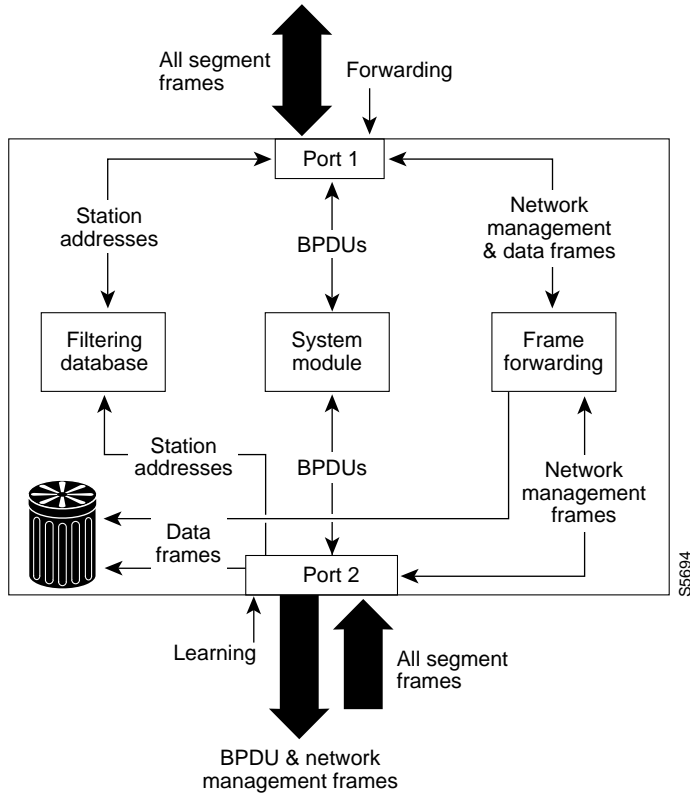 All segment
frames
Forwarding
Port 1
Station
addresses
BPDUs
Network
management
& data frames
Filtering
database
System
module
Frame
forwarding
Station
addresses
BPDUs
Network
management
frames
Data
frames
Port 2
S5694
Learning
All segment
frames
BPDU & network
management frames